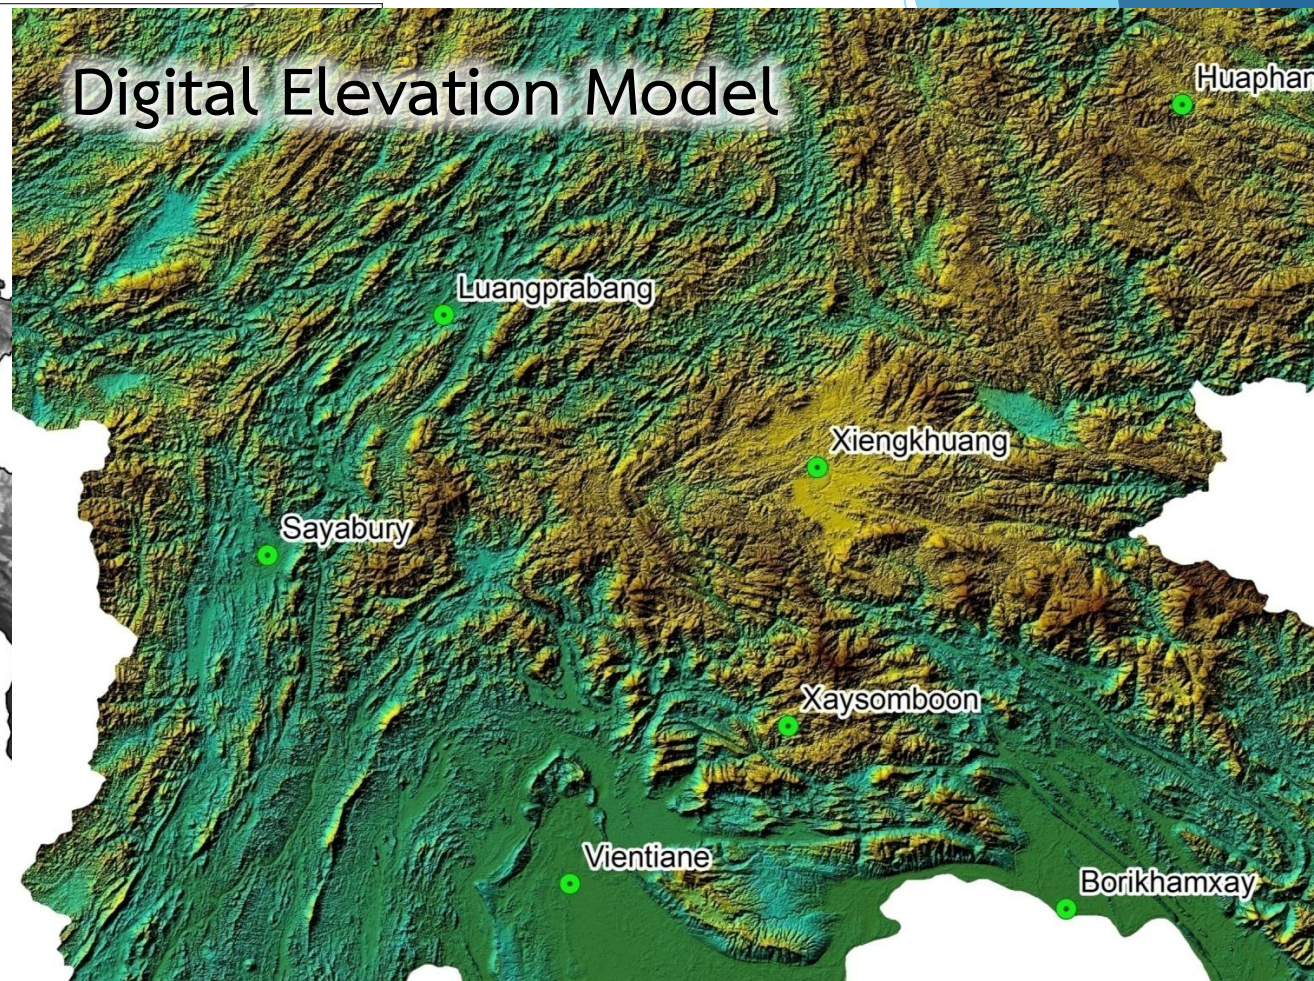 Digital Elevation Model
Huaphan
Luangprabang
Xiengkhuang
Sayabury
Xaysomboon
Vientiane
Borikhamxay